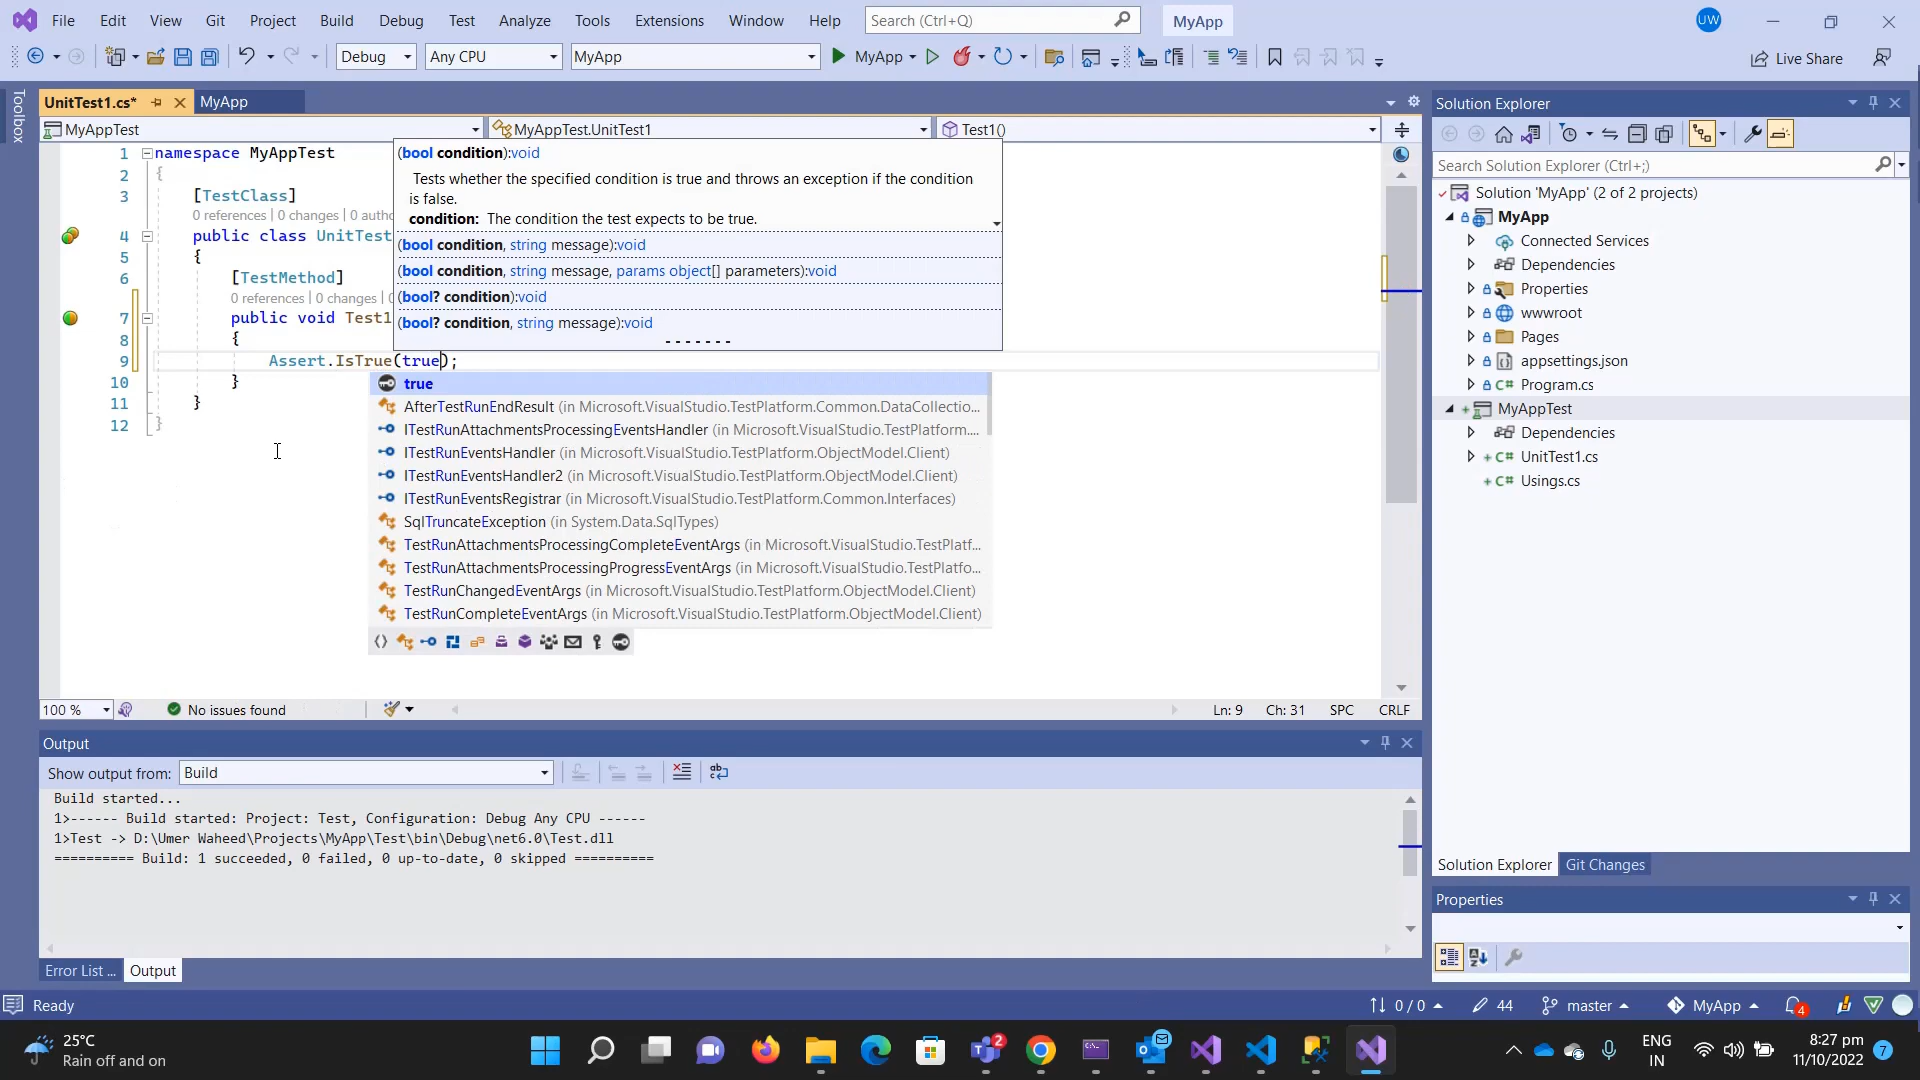 File Edit View Git Project Build Debug Test Analyze Tools Extensions Window Help Search (Ctrl+Q) MyApp UW
Debug Any CPU MyApp MyApp Live Share
Toolbox
UnitTest1.cs* MyApp
MyAppTest MyAppTest.UnitTest1 Test1()
1 namespace MyAppTest
2 {
3 [TestClass]
0 references | 0 changes | 0 autho
4 public class UnitTest
5 {
6 [TestMethod]
0 references | 0 changes | 0
7 public void Test1
8 {
9 Assert.IsTrue(true);
10 }
11 }
12 }
(bool condition):void
Tests whether the specified condition is true and throws an exception if the condition
is false.
condition: The condition the test expects to be true.
(bool condition, string message):void
(bool condition, string message, params object[] parameters):void
(bool? condition):void
(bool? condition, string message):void
true
AfterTestRunEndResult (in Microsoft.VisualStudio.TestPlatform.Common.DataCollectio...
ITestRunAttachmentsProcessingEventsHandler (in Microsoft.VisualStudio.TestPlatform....
ITestRunEventsHandler (in Microsoft.VisualStudio.TestPlatform.ObjectModel.Client)
ITestRunEventsHandler2 (in Microsoft.VisualStudio.TestPlatform.ObjectModel.Client)
ITestRunEventsRegistrar (in Microsoft.VisualStudio.TestPlatform.Common.Interfaces)
SqlTruncateException (in System.Data.SqlTypes)
TestRunAttachmentsProcessingCompleteEventArgs (in Microsoft.VisualStudio.TestPlatf...
TestRunAttachmentsProcessingProgressEventArgs (in Microsoft.VisualStudio.TestPlatfo...
TestRunChangedEventArgs (in Microsoft.VisualStudio.TestPlatform.ObjectModel.Client)
TestRunCompleteEventArgs (in Microsoft.VisualStudio.TestPlatform.ObjectModel.Client)
100 % No issues found Ln: 9 Ch: 31 SPC CRLF
Output
Show output from: Build
Build started...
1>------ Build started: Project: Test, Configuration: Debug Any CPU ------
1>Test -> D:\Umer Waheed\Projects\MyApp\Test\bin\Debug\net6.0\Test.dll
========== Build: 1 succeeded, 0 failed, 0 up-to-date, 0 skipped ==========
Error List ... Output
Solution Explorer
Search Solution Explorer (Ctrl+;)
Solution 'MyApp' (2 of 2 projects)
MyApp
Connected Services
Dependencies
Properties
wwwroot
Pages
appsettings.json
C# Program.cs
MyAppTest
Dependencies
C# UnitTest1.cs
C# Usings.cs
Solution Explorer Git Changes
Properties
Ready 0 / 0 44 master MyApp 4
25°C
Rain off and on
2
ENG
IN
8:27 pm
11/10/2022 7